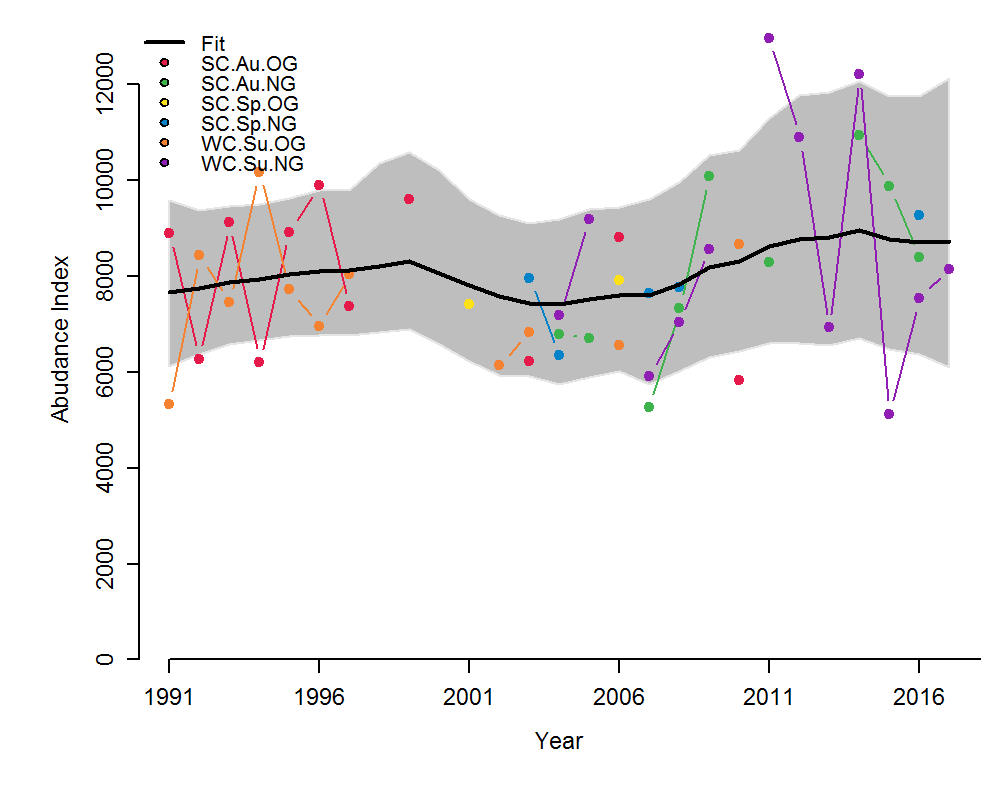 Fit
SC.Au.OG
SC.Au.NG
SC.Sp.OG
SC.Sp.NG
WC.Su.OG
WC.Su.NG
Abudance Index
12000
10000
8000
6000
4000
2000
0
1991 1996 2001 2006 2011 2016
Year